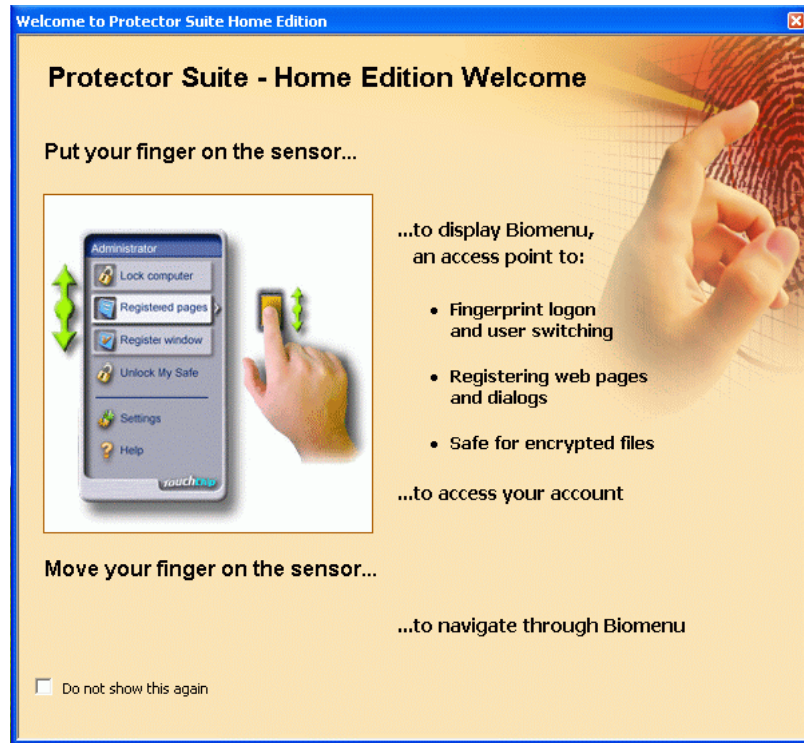 Welcome to Protector Suite Home Edition
Protector Suite - Home Edition Welcome
Put your finger on the sensor...
Administrator
Lock computer
Registered pages
Register window
Unlock My Safe
Settings
Help
TouchChip
...to display Biomenu,
an access point to:
• Fingerprint logon
and user switching
• Registering web pages
and dialogs
• Safe for encrypted files
...to access your account
Move your finger on the sensor...
...to navigate through Biomenu
Do not show this again